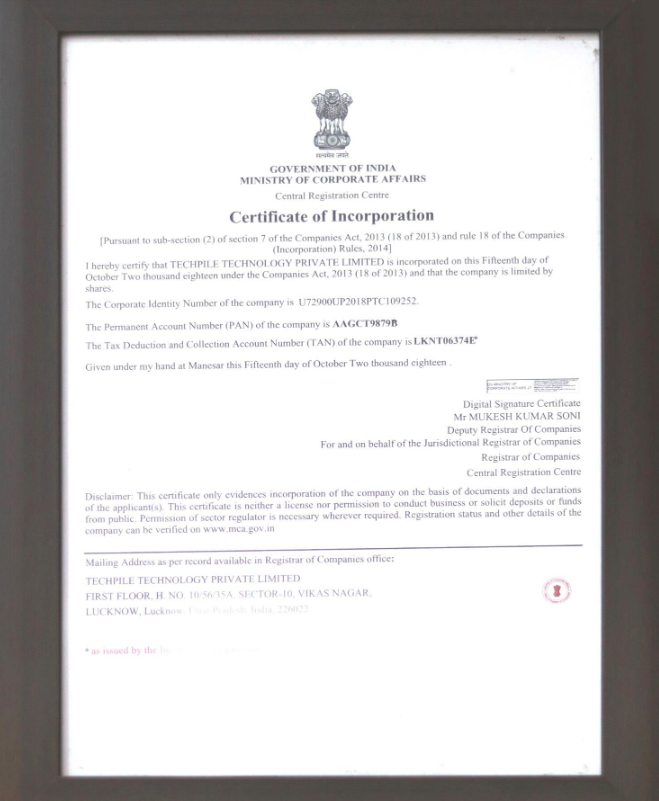 सत्यमेव जयते
GOVERNMENT OF INDIA
MINISTRY OF CORPORATE AFFAIRS
Central Registration Centre
Certificate of Incorporation
[Pursuant to sub-section (2) of section 7 of the Companies Act, 2013 (18 of 2013) and rule 18 of the Companies
(Incorporation) Rules, 2014]
I hereby certify that TECHPILE TECHNOLOGY PRIVATE LIMITED is incorporated on this Fifteenth day of
October Two thousand eighteen under the Companies Act, 2013 (18 of 2013) and that the company is limited by
shares.
The Corporate Identity Number of the company is U72900UP2018PTC109252.
The Permanent Account Number (PAN) of the company is AAGCT9879B
The Tax Deduction and Collection Account Number (TAN) of the company is LKNT06374E*
Given under my hand at Manesar this Fifteenth day of October Two thousand eighteen .
Digital Signature Certificate
Mr MUKESH KUMAR SONI
Deputy Registrar Of Companies
For and on behalf of the Jurisdictional Registrar of Companies
Registrar of Companies
Central Registration Centre
Disclaimer: This certificate only evidences incorporation of the company on the basis of documents and declarations
of the applicant(s). This certificate is neither a license nor permission to conduct business or solicit deposits or funds
from public. Permission of sector regulator is necessary wherever required. Registration status and other details of the
company can be verified on www.mca.gov.in
Mailing Address as per record available in Registrar of Companies office:
TECHPILE TECHNOLOGY PRIVATE LIMITED
FIRST FLOOR, H. NO. 10/56/35A, SECTOR-10, VIKAS NAGAR,
LUCKNOW, Lucknow, Uttar Pradesh, India, 226022
* as issued by the